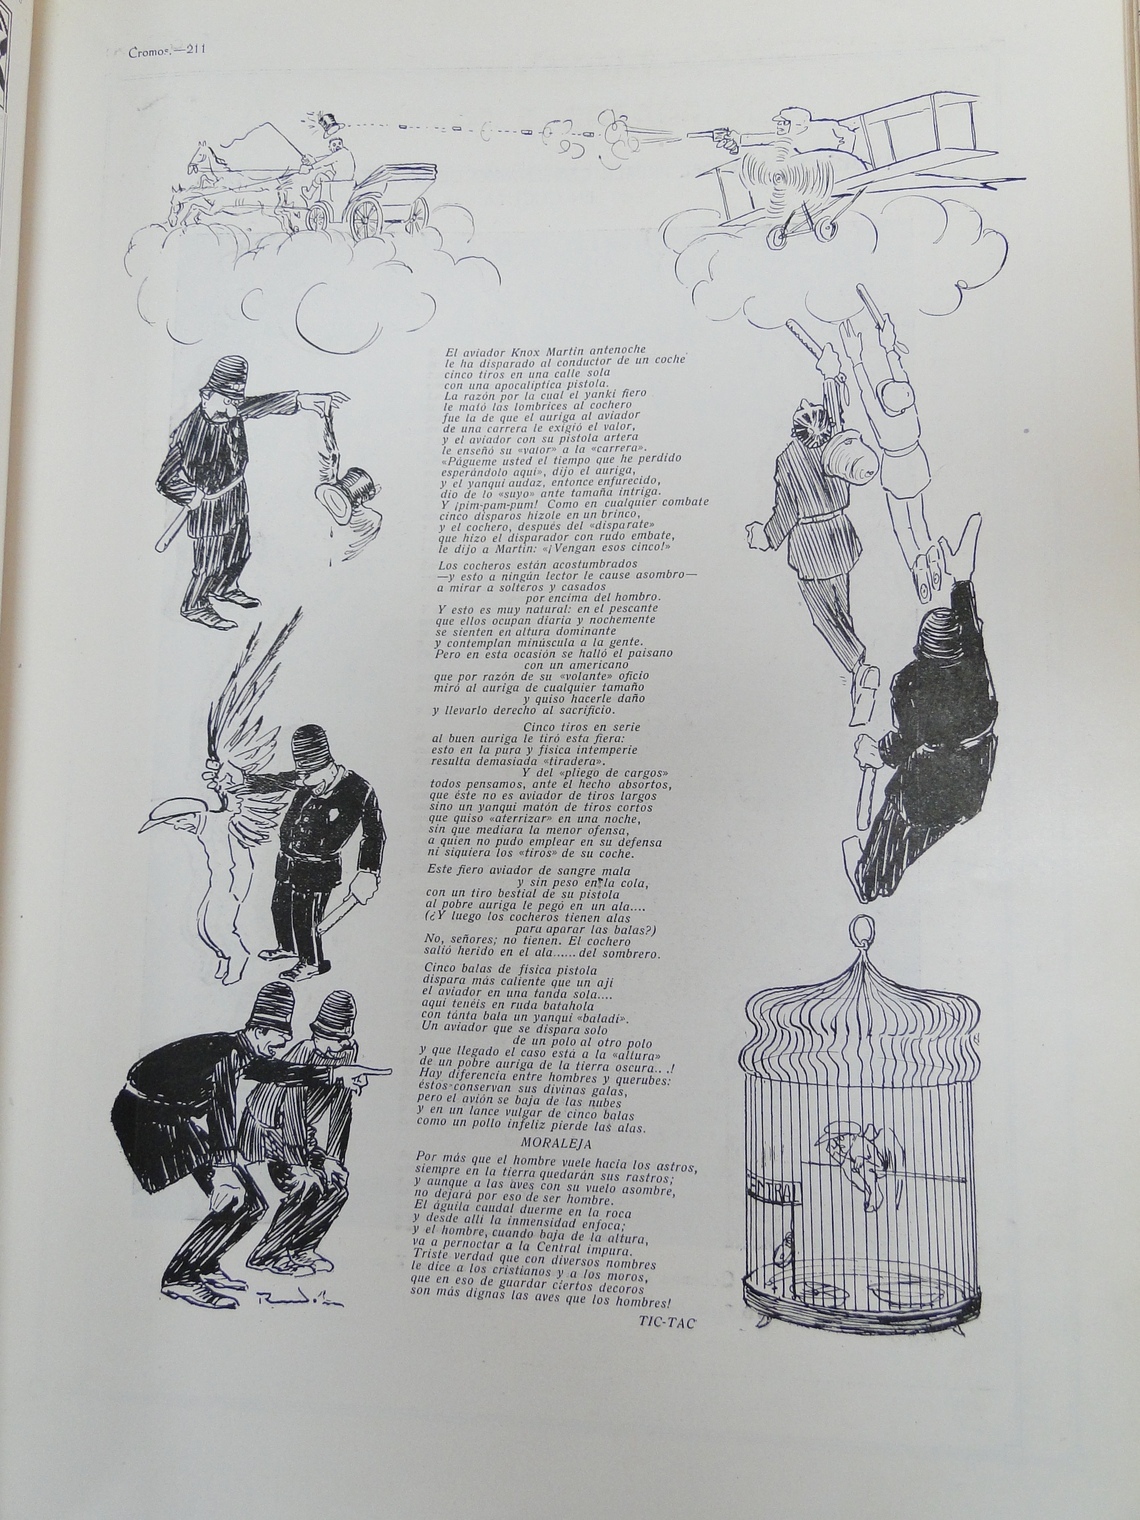 Cromos.—211
El aviador Knox Martin antenoche
le ha disparado al conductor de un coche
cinco tiros en una calle sola
con una apocalíptica pistola.
La razón por la cual el yanki fiero
le mató las lombrices al cochero
fue la de que el auriga al aviador
de una carrera le exigió el valor,
y el aviador con su pistola artera
le enseñó su «valor» a la «carrera».
«Págueme usted el tiempo que he perdido
esperándolo aquí», dijo el auriga,
y el yanqui audaz, entonce enfurecido,
dio de lo «suyo» ante tamaña intriga.
Y ¡pim-pam-pum! Como en cualquier combate
cinco disparos hízole en un brinco,
y el cochero, después del «disparate»
que hizo el disparador con rudo embate,
le dijo a Martin: «¡Vengan esos cinco!»
Los cocheros están acostumbrados
—y esto a ningún lector le cause asombro—
a mirar a solteros y casados
por encima del hombro.
Y esto es muy natural: en el pescante
que ellos ocupan diaria y nochemente
se sienten en altura dominante
y contemplan minúscula a la gente.
Pero en esta ocasión se halló el paisano
con un americano
que por razón de su «volante» oficio
miró al auriga de cualquier tamaño
y quiso hacerle daño
y llevarlo derecho al sacrificio.
Cinco tiros en serie
al buen auriga le tiró esta fiera:
esto en la pura y física intemperie
resulta demasiada «tiradera».
Y del «pliego de cargos»
todos pensamos, ante el hecho absortos,
que éste no es aviador de tiros largos
sino un yanqui matón de tiros cortos
que quiso «aterrizar» en una noche,
sin que mediara la menor ofensa,
a quien no pudo emplear en su defensa
ni siquiera los «tiros» de su coche.
Este fiero aviador de sangre mala
y sin peso en la cola,
con un tiro bestial de su pistola
al pobre auriga le pegó en un ala....
(¿Y luego los cocheros tienen alas
para aparar las balas?)
No, señores; no tienen. El cochero
salió herido en el ala...... del sombrero.
Cinco balas de física pistola
dispara más caliente que un ají
el aviador en una tanda sola....
aquí tenéis en ruda batahola
con tánta bala un yanqui «baladí».
Un aviador que se dispara solo
de un polo al otro polo
y que llegado el caso está a la «altura»
de un pobre auriga de la tierra oscura.. .!
Hay diferencia entre hombres y querubes:
éstos conservan sus divinas galas,
pero el avión se baja de las nubes
y en un lance vulgar de cinco balas
como un pollo infeliz pierde las alas.
MORALEJA
Por más que el hombre vuele hacía los astros,
siempre en la tierra quedarán sus rastros;
y aunque a las aves con su vuelo asombre,
no dejará por eso de ser hombre.
El águila caudal duerme en la roca
y desde allí la inmensidad enfoca;
y el hombre, cuando baja de la altura,
va a pernoctar a la Central impura.
Triste verdad que con diversos nombres
le dice a los cristianos y a los moros,
que en eso de guardar ciertos decoros
son más dignas las aves que los hombres!
TIC-TAC
ENTRAL